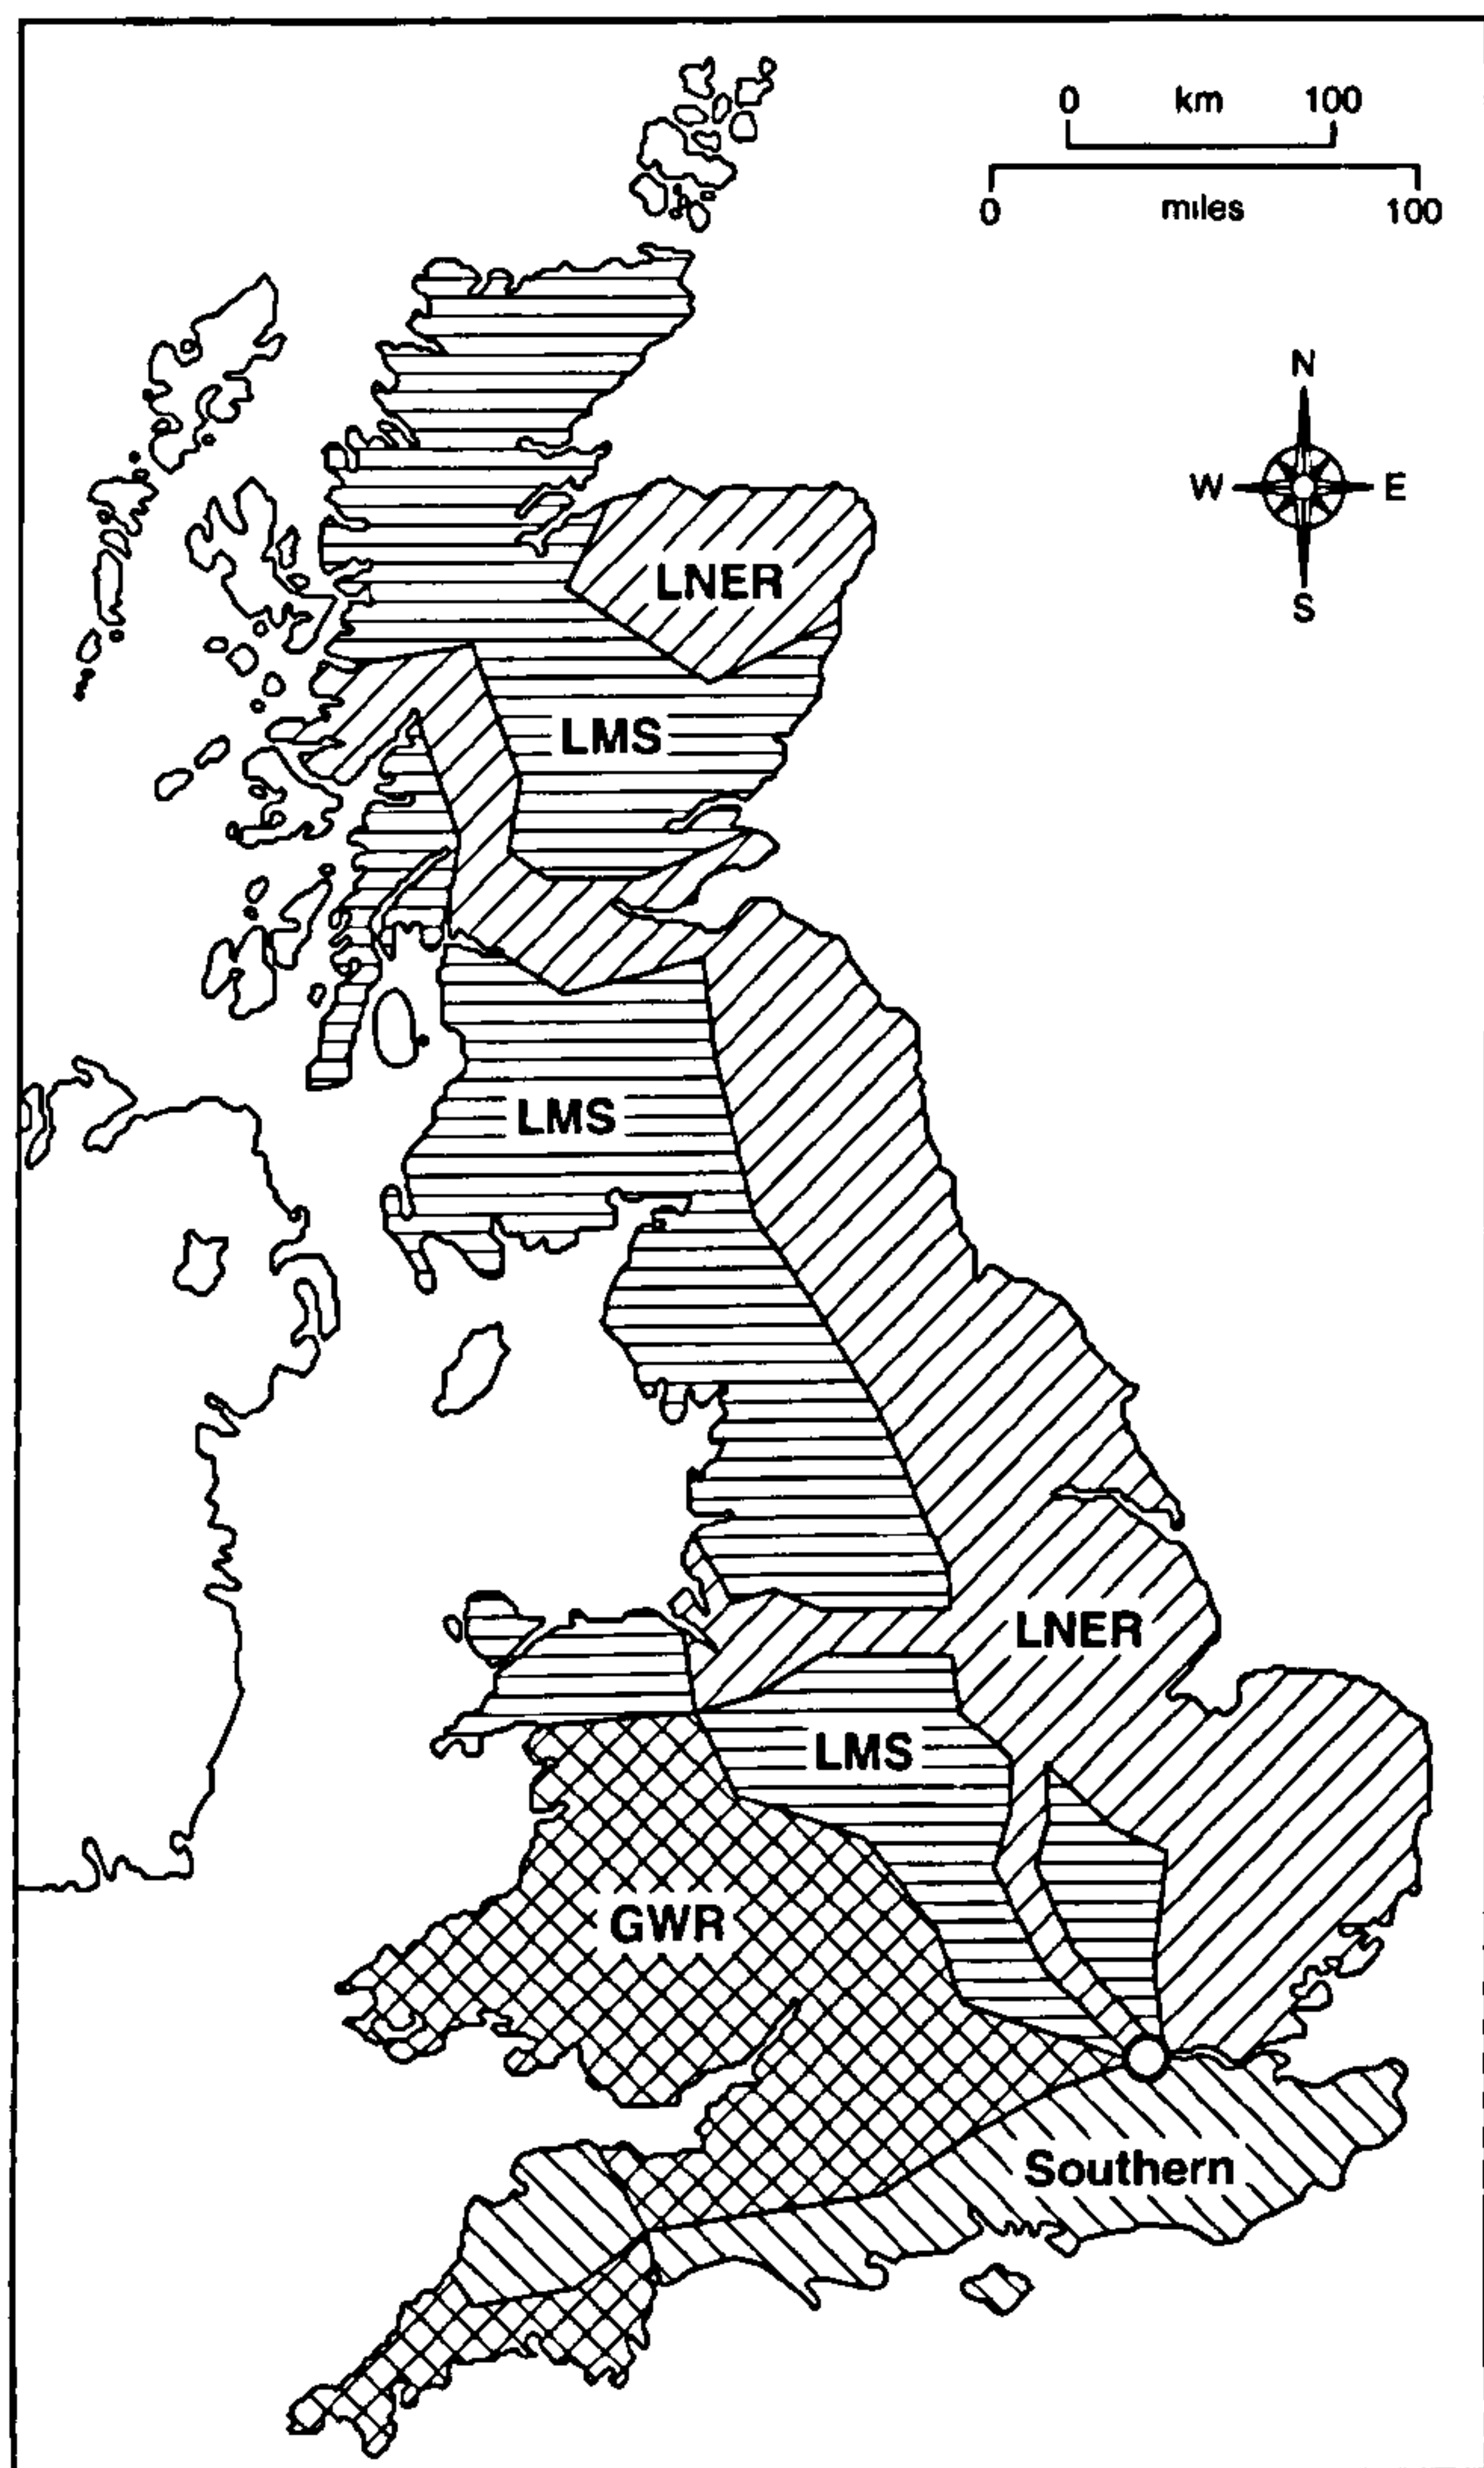 0 km 100
0 miles 100
N
W E
S
LNER
LMS
LMS
LNER
LMS
GWR
Southern